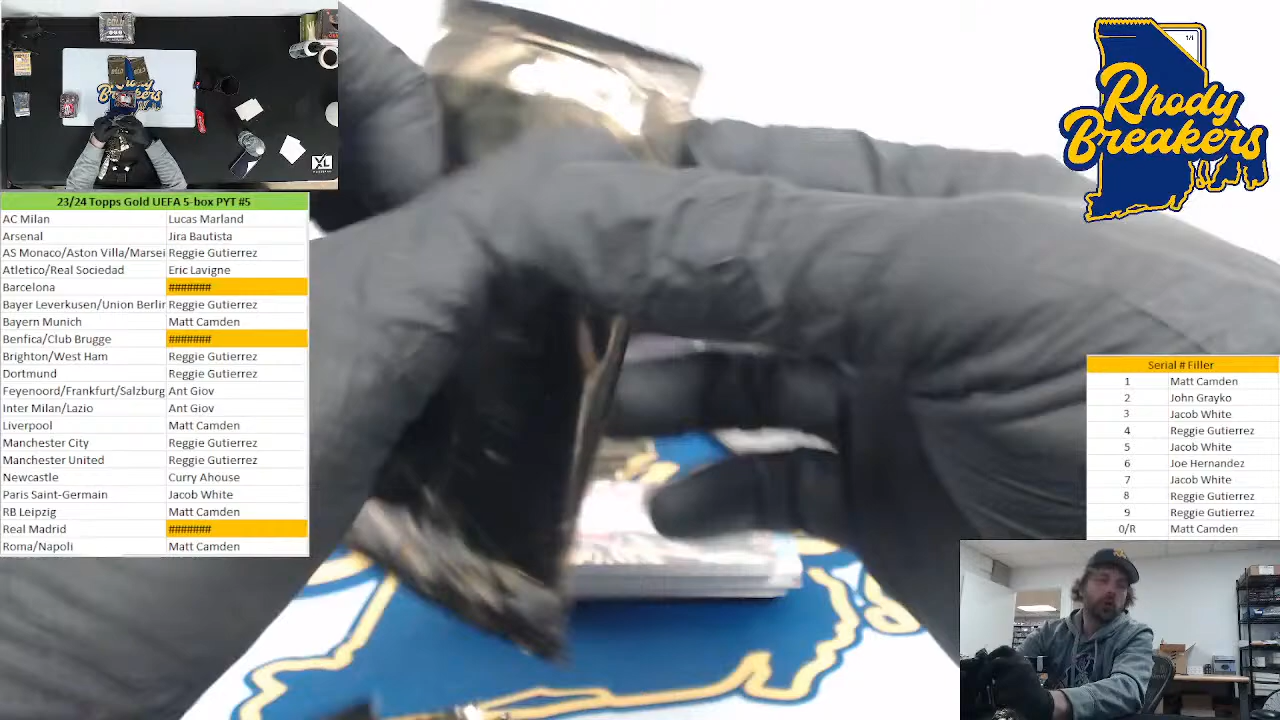 23/24 Topps Gold UEFA 5-box PYT #5
AC Milan Lucas Marland
Arsenal Jira Bautista
AS Monaco/Aston Villa/Marsei Reggie Gutierrez
Atletico/Real Sociedad Eric Lavigne
Barcelona #######
Bayer Leverkusen/Union Berlin Reggie Gutierrez
Bayern Munich Matt Camden
Benfica/Club Brugge #######
Brighton/West Ham Reggie Gutierrez
Dortmund Reggie Gutierrez
Feyenoord/Frankfurt/Salzburg Ant Giov
Inter Milan/Lazio Ant Giov
Liverpool Matt Camden
Manchester City Reggie Gutierrez
Manchester United Reggie Gutierrez
Newcastle Curry Ahouse
Paris Saint-Germain Jacob White
RB Leipzig Matt Camden
Real Madrid #######
Roma/Napoli Matt Camden
Rhody
Breakers
XL
1/1
Rhody
Breakers
Serial # Filler
1 Matt Camden
2 John Grayko
3 Jacob White
4 Reggie Gutierrez
5 Jacob White
6 Joe Hernandez
7 Jacob White
8 Reggie Gutierrez
9 Reggie Gutierrez
0/R Matt Camden